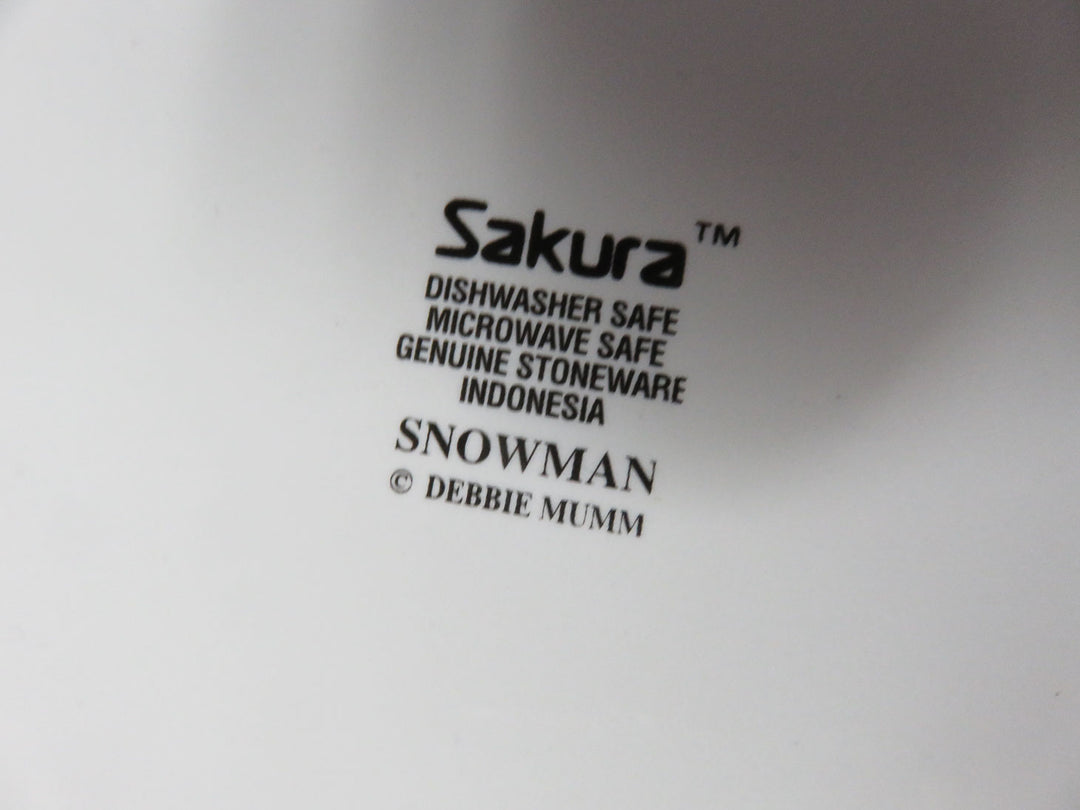 Sakura™
DISHWASHER SAFE
MICROWAVE SAFE
GENUINE STONEWARE
INDONESIA
SNOWMAN
© DEBBIE MUMM